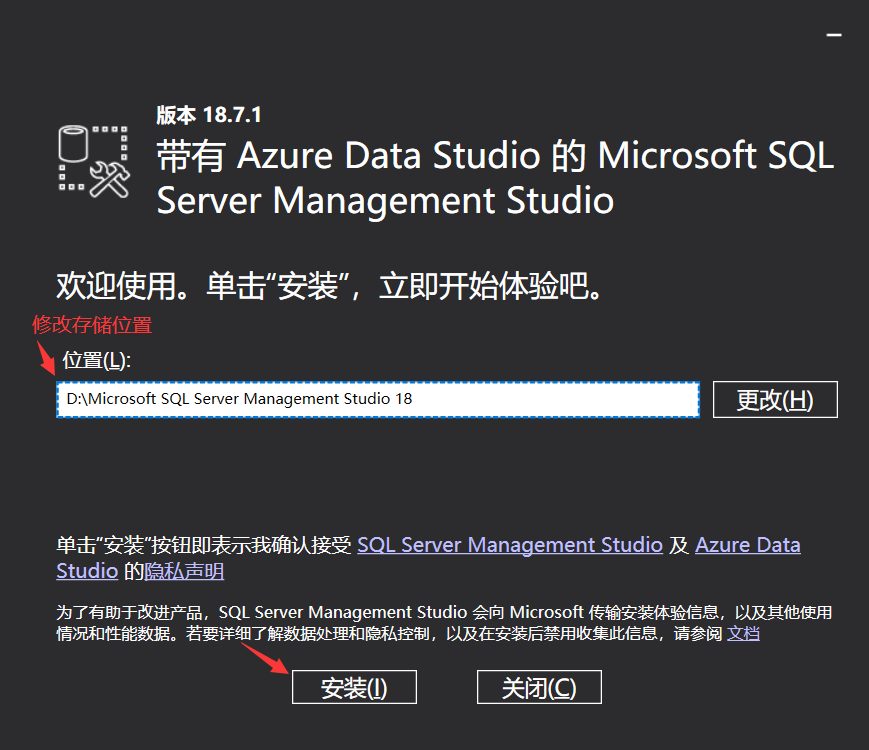 版本 18.7.1
带有 Azure Data Studio 的 Microsoft SQL
Server Management Studio
欢迎使用。单击“安装”，立即开始体验吧。
修改存储位置
位置(L):
D:\Microsoft SQL Server Management Studio 18
更改(H)
单击"安装"按钮即表示我确认接受 SQL Server Management Studio 及 Azure Data
Studio 的隐私声明
为了有助于改进产品，SQL Server Management Studio 会向 Microsoft 传输安装体验信息，以及其他使用
情况和性能数据。若要详细了解数据处理和隐私控制，以及在安装后禁用收集此信息，请参阅 文档
安装(I)
关闭(C)